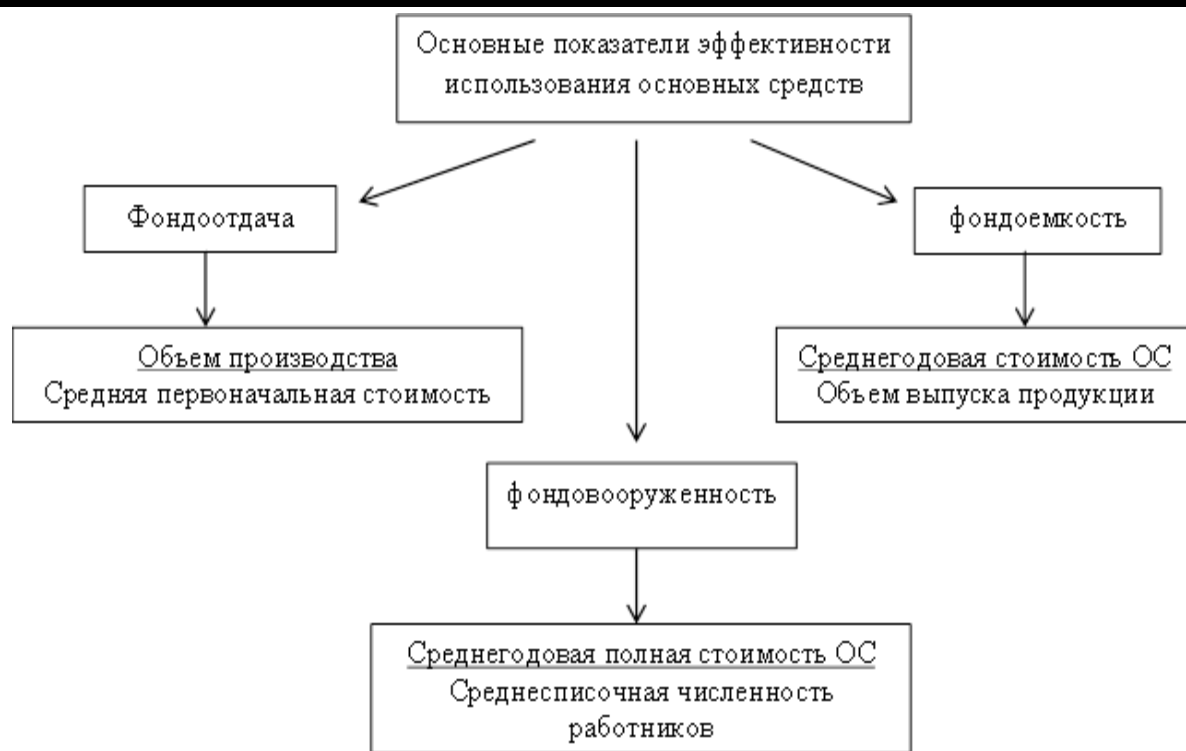 Основные показатели эффективности
использования основных средств
Фондоотдача
фондоемкость
Объем производства
Средняя первоначальная стоимость
Среднегодовая стоимость ОС
Объем выпуска продукции
фондовооруженность
Среднегодовая полная стоимость ОС
Среднесписочная численность
работников